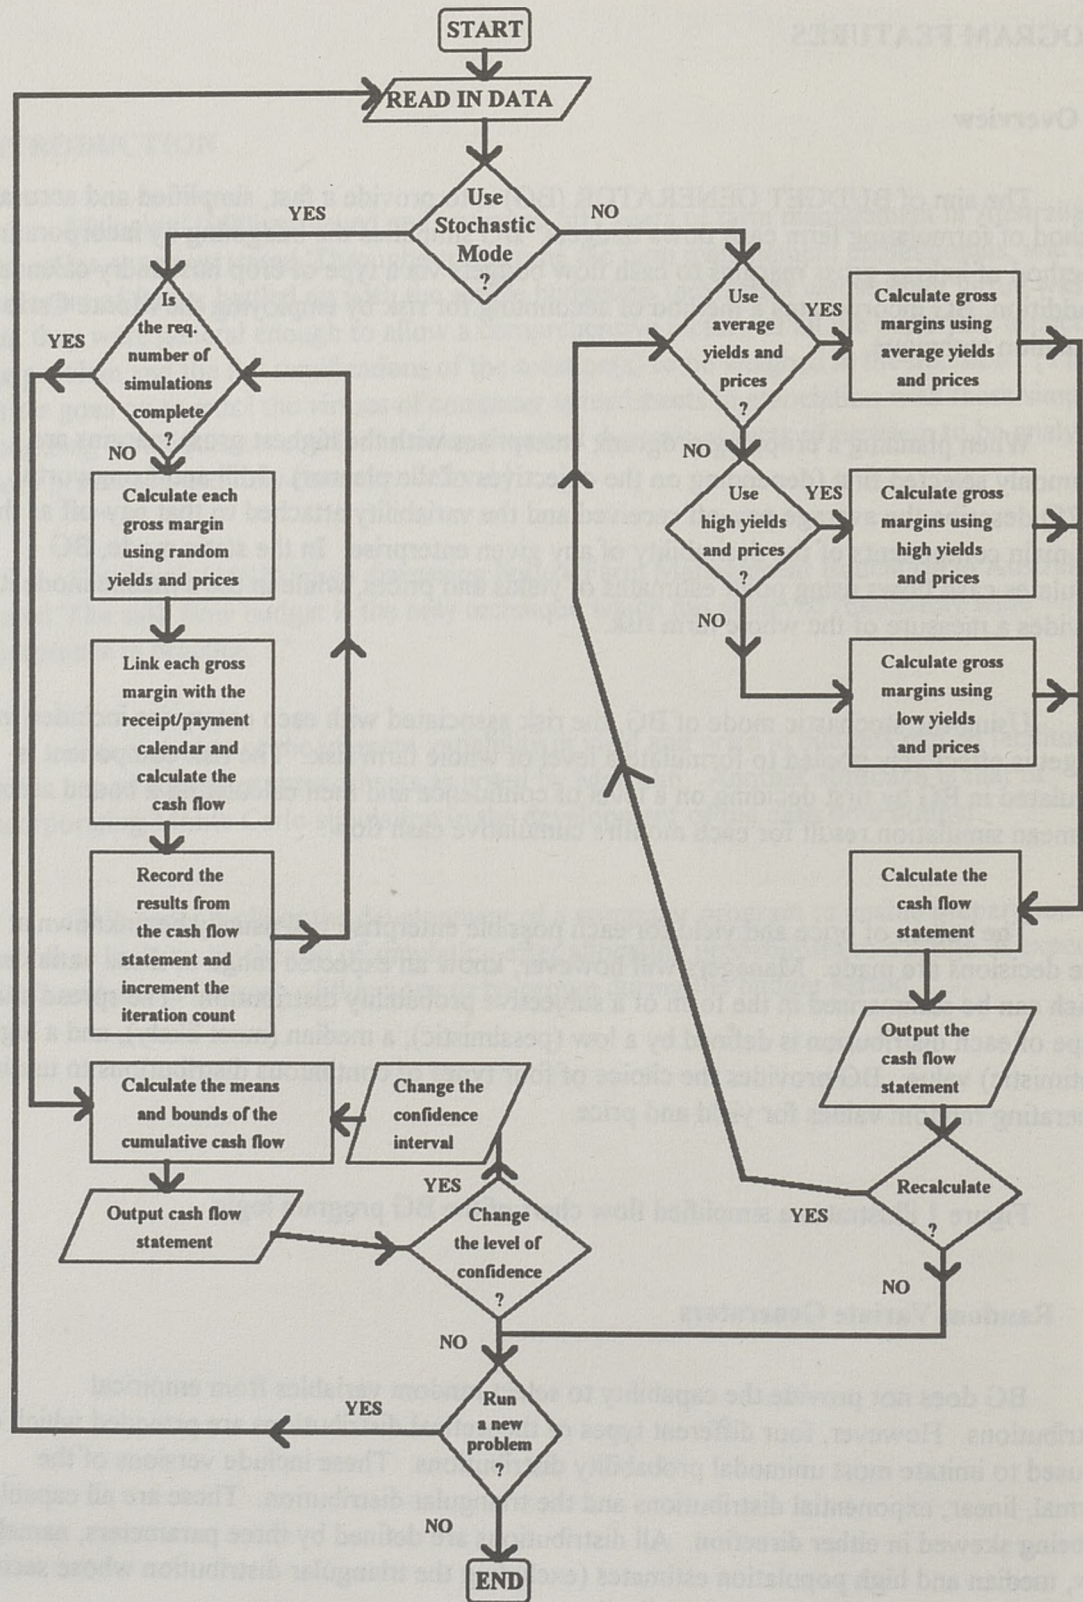 START
READ IN DATA
Use
Stochastic
Mode
?
YES
NO
Is
the req.
number of
simulations
complete
?
YES
NO
Calculate each
gross margin
using random
yields and prices
Link each gross
margin with the
receipt/payment
calendar and
calculate the
cash flow
Record the
results from
the cash flow
statement and
increment the
iteration count
Calculate the means
and bounds of the
cumulative cash flow
Change the
confidence
interval
Output cash flow
statement
YES
Change
the level of
confidence
?
NO
Use
average
yields and
prices
?
YES
Calculate gross
margins using
average yields
and prices
NO
Use
high yields
and prices
?
YES
Calculate gross
margins using
high yields
and prices
NO
Calculate gross
margins using
low yields
and prices
Calculate the
cash flow
statement
Output the
cash flow
statement
Recalculate
?
YES
NO
Run
a new
problem
?
YES
NO
END